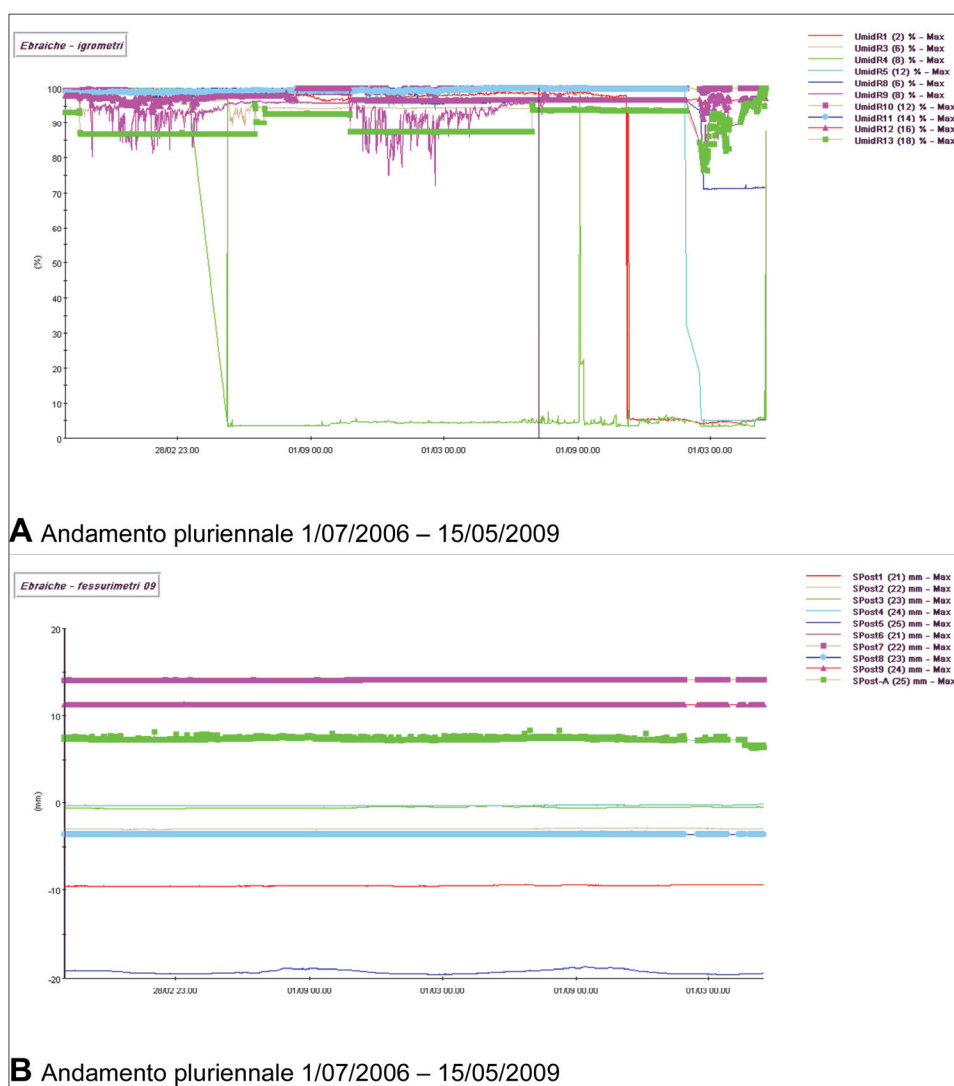 Ebraiche - igrometri
UmidR1 (2) % - Max
UmidR3 (6) % - Max
UmidR4 (8) % - Max
UmidR5 (12) % - Max
UmidR8 (6) % - Max
UmidR9 (8) % - Max
UmidR10 (12) % - Max
UmidR11 (14) % - Max
UmidR12 (16) % - Max
UmidR13 (18) % - Max
100
90
80
70
60
50
40
30
20
10
0
(%)
28/02 23.00
01/09 00.00
01/03 00.00
01/09 00.00
01/03 00.00
A Andamento pluriennale 1/07/2006 – 15/05/2009
Ebraiche - fessurimetri 09
SPost1 (21) mm - Max
SPost2 (22) mm - Max
SPost3 (23) mm - Max
SPost4 (24) mm - Max
SPost5 (25) mm - Max
SPost6 (21) mm - Max
SPost7 (22) mm - Max
SPost8 (23) mm - Max
SPost9 (24) mm - Max
SPost-A (25) mm - Max
20
10
0
-10
-20
(mm)
28/02 23.00
01/09 00.00
01/03 00.00
01/09 00.00
01/03 00.00
B Andamento pluriennale 1/07/2006 – 15/05/2009